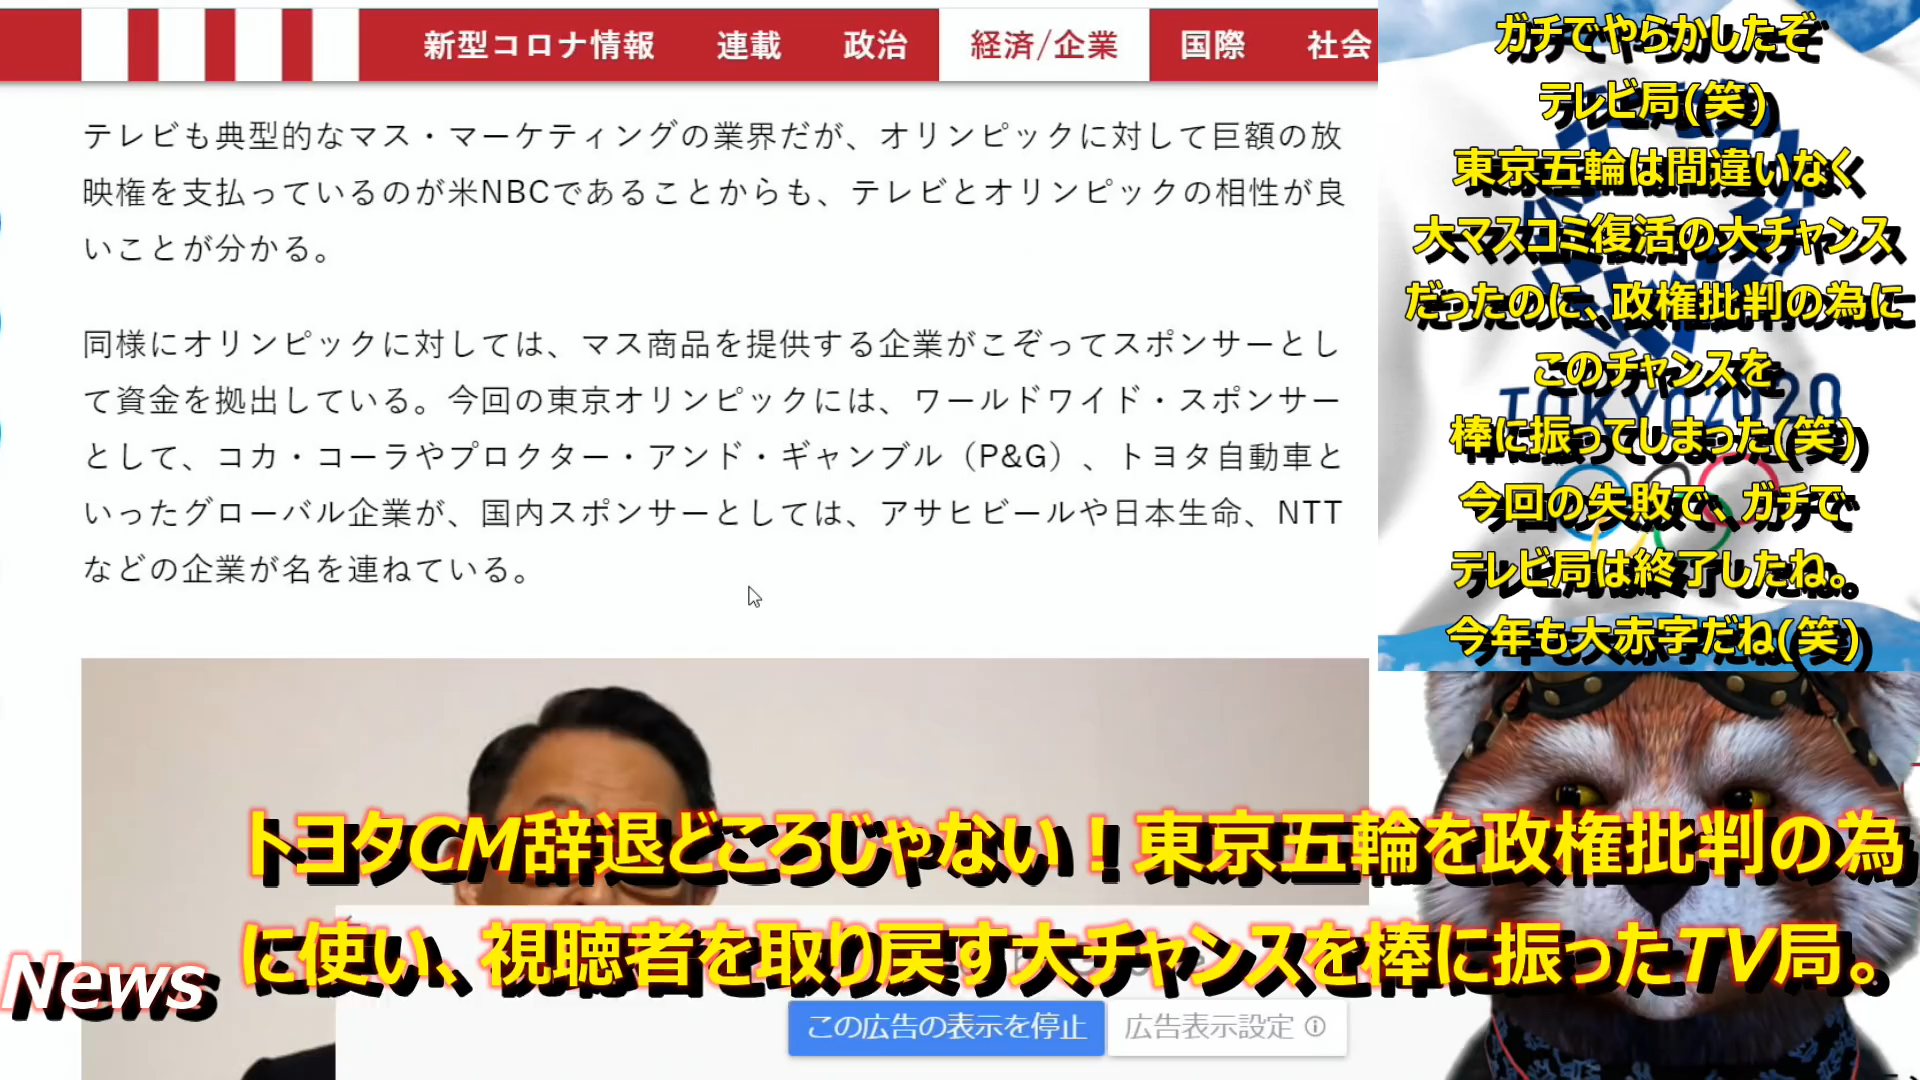 新型コロナ情報 連載 政治 経済/企業 国際 社会
テレビも典型的なマス・マーケティングの業界だが、オリンピックに対して巨額の放
映権を支払っているのが米NBCであることからも、テレビとオリンピックの相性が良
いことが分かる。
同様にオリンピックに対しては、マス商品を提供する企業がこぞってスポンサーとし
て資金を拠出している。今回の東京オリンピックには、ワールドワイド・スポンサー
として、コカ・コーラやプロクター・アンド・ギャンブル（P&G）、トヨタ自動車と
いったグローバル企業が、国内スポンサーとしては、アサヒビールや日本生命、NTT
などの企業が名を連ねている。
ガチでやらかしたぞ
テレビ局(笑)
東京五輪は間違いなく
大マスコミ復活の大チャンス
だったのに、政権批判の為に
このチャンスを
棒に振ってしまった(笑)
今回の失敗で、ガチで
テレビ局は終了したね。
今年も大赤字だね(笑)
TOKYO 2020
トヨタCM辞退どころじゃない！東京五輪を政権批判の為
に使い、視聴者を取り戻す大チャンスを棒に振ったTV局。
News
この広告の表示を停止
広告表示設定